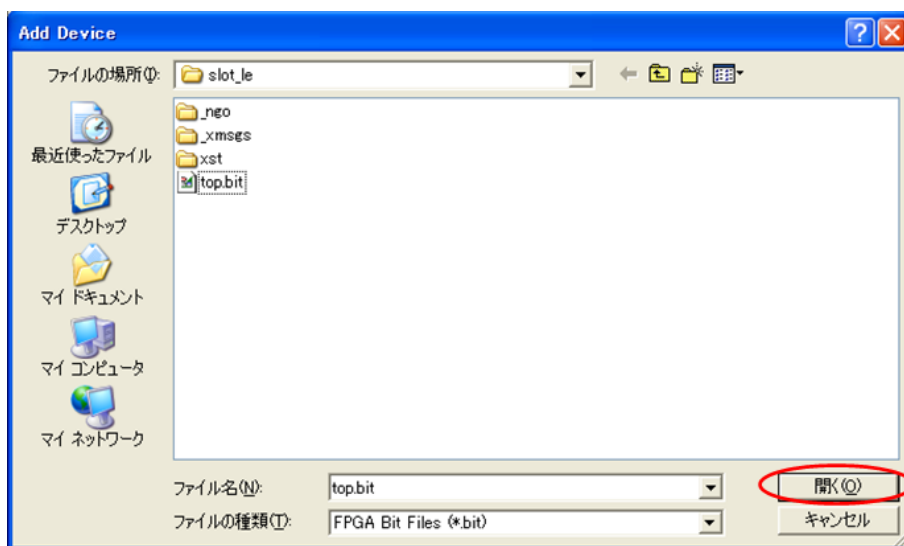 Add Device
ファイルの場所(I):
slot_le
_ngo
_xmsgs
xst
top.bit
最近使ったファイル
デスクトップ
マイ ドキュメント
マイ コンピュータ
マイ ネットワーク
ファイル名(N):
top.bit
開く(O)
ファイルの種類(T):
FPGA Bit Files (*.bit)
キャンセル